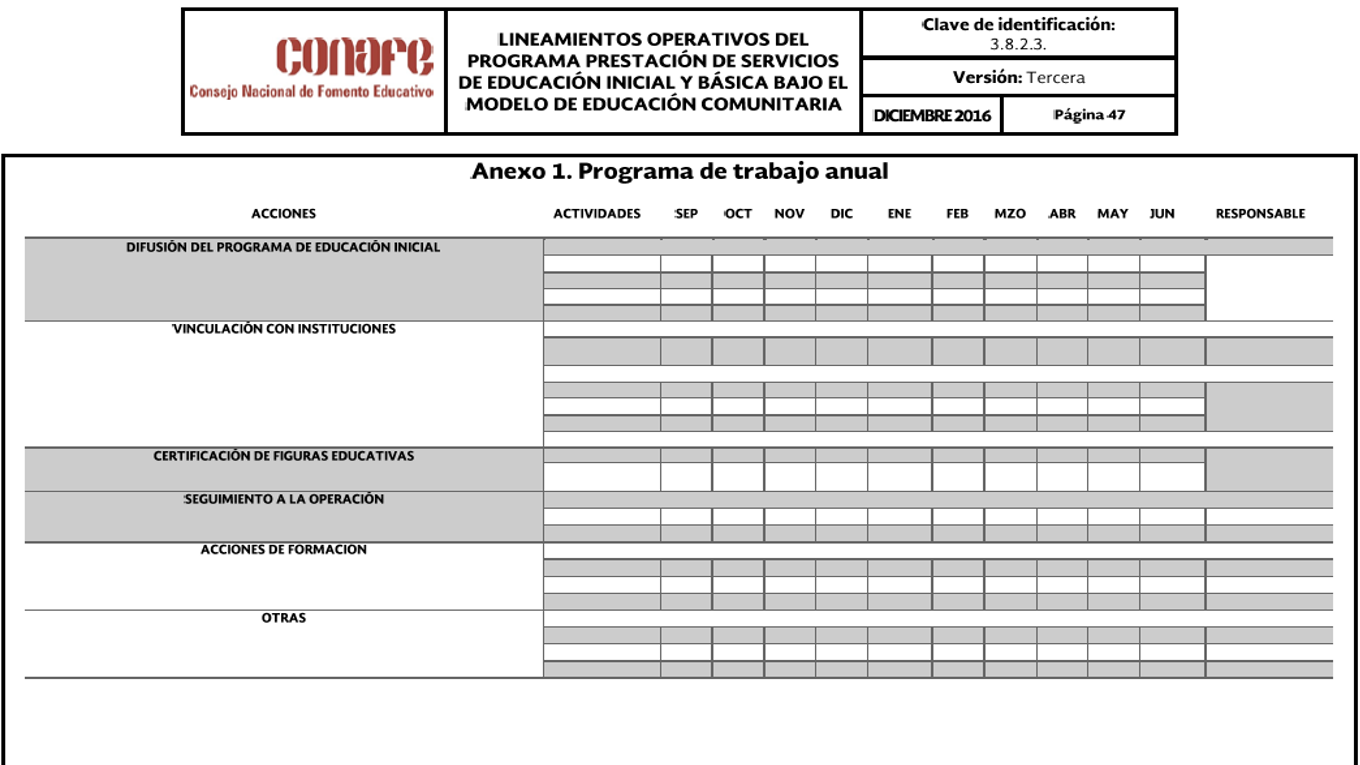 conafe
Consejo Nacional de Fomento Educativo
LINEAMIENTOS OPERATIVOS DEL
PROGRAMA PRESTACIÓN DE SERVICIOS
DE EDUCACIÓN INICIAL Y BÁSICA BAJO EL
MODELO DE EDUCACIÓN COMUNITARIA
Clave de identificación:
3.8.2.3.
Versión: Tercera
DICIEMBRE 2016 Página 47
Anexo 1. Programa de trabajo anual
ACCIONES ACTIVIDADES SEP OCT NOV DIC ENE FEB MZO ABR MAY JUN RESPONSABLE
DIFUSIÓN DEL PROGRAMA DE EDUCACIÓN INICIAL
VINCULACIÓN CON INSTITUCIONES
CERTIFICACIÓN DE FIGURAS EDUCATIVAS
SEGUIMIENTO A LA OPERACIÓN
ACCIONES DE FORMACIÓN
OTRAS